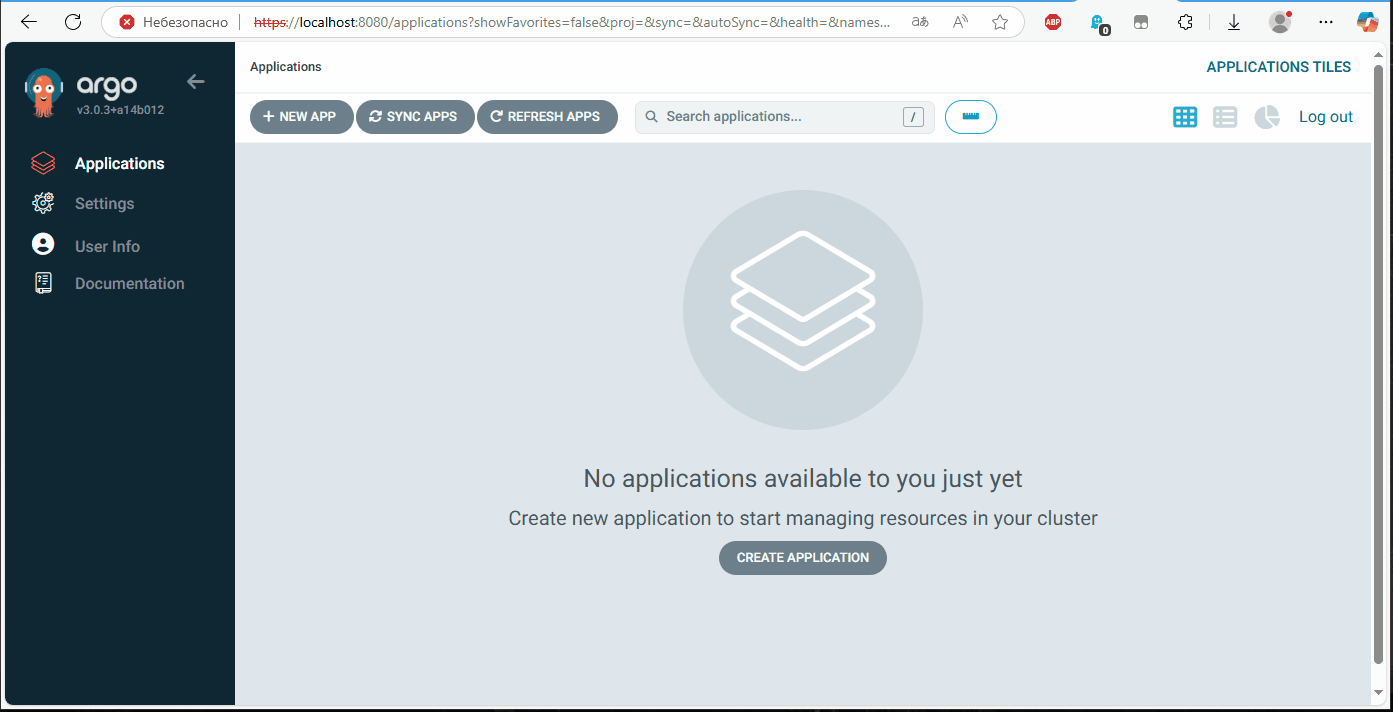 Небезопасно https://localhost:8080/applications?showFavorites=false&proj=&sync=&autoSync=&health=&names... аあ A ABP 0
argo
v3.0.3+a14b012
Applications
Settings
User Info
Documentation
Applications APPLICATIONS TILES
NEW APP SYNC APPS REFRESH APPS Search applications... / Log out
No applications available to you just yet
Create new application to start managing resources in your cluster
CREATE APPLICATION